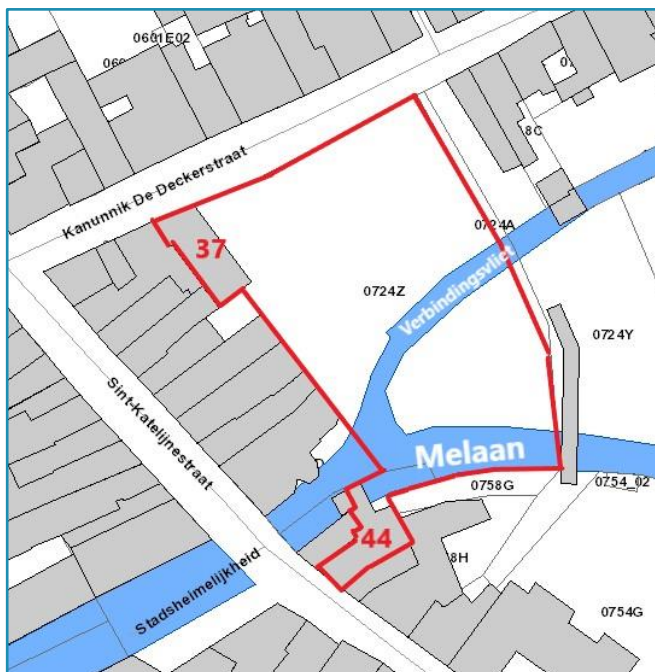 0601E02
Kanunnik De Deckerstraat
8C
37
0724A
0724Z
Verbindingsvliet
0724Y
Sint-Katelijnestraat
Melaan
0758G
0754_02
44
Stadsheimelijkheid
8H
0754G